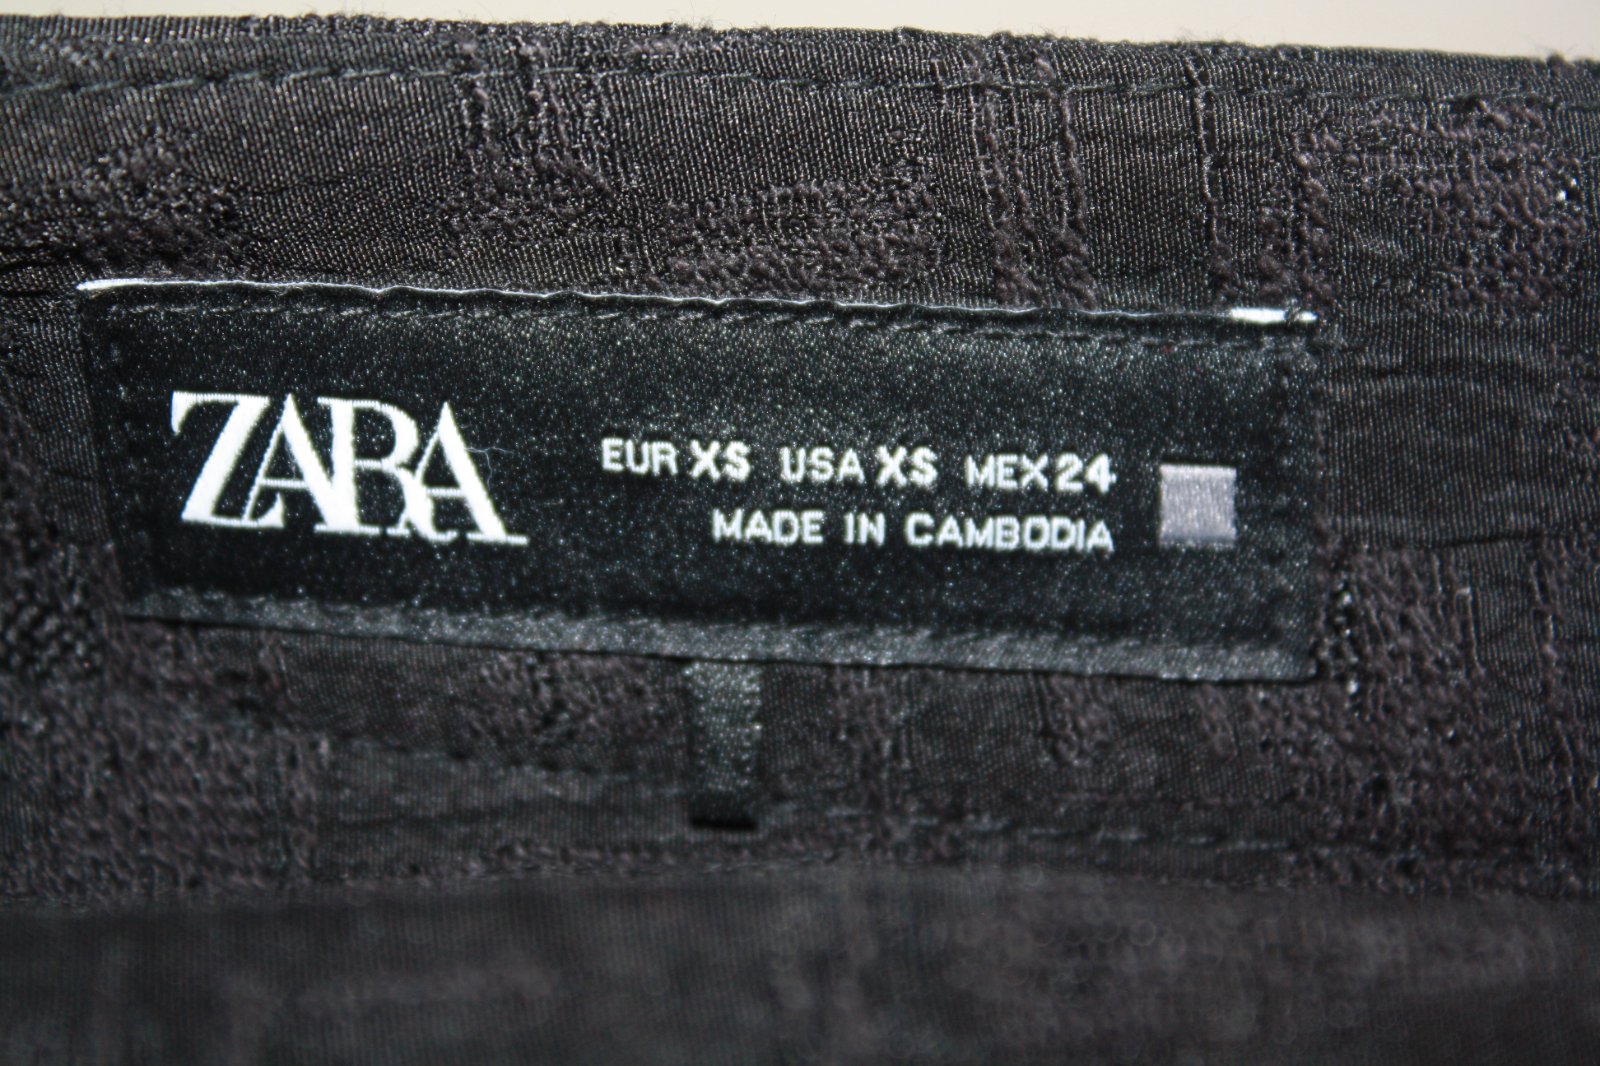 ZARA
EUR XS USA XS MEX 24
MADE IN CAMBODIA